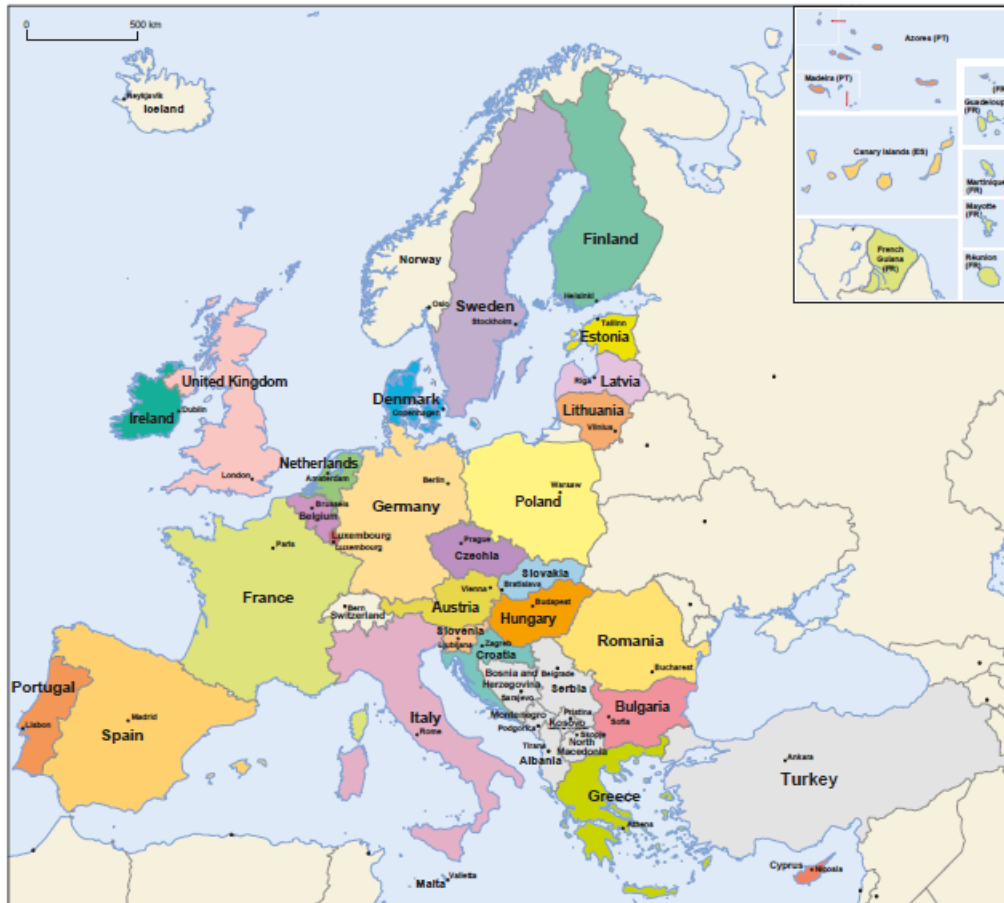 0 500 km
Azores (PT)
Madeira (PT)
(FR
Guadeloup
(FR)
Canary Islands (ES)
Martinique
(FR)
Mayotte
(FR)
French
Guiana
(FR)
Réunion
(FR)
Reykjavik
Iceland
Norway
Oslo
Sweden
Stockholm
Finland
Helsinki
Tallinn
Estonia
Riga
Latvia
Lithuania
Vilnius
Denmark
Copenhagen
United Kingdom
London
Ireland
Dublin
Netherlands
Amsterdam
Brussels
Belgium
Luxembourg
Luxembourg
Berlin
Germany
Warsaw
Poland
Prague
Czechia
Slovakia
Bratislava
Vienna
Austria
Budapest
Hungary
Paris
France
Bern
Switzerland
Slovenia
Ljubljana
Zagreb
Croatia
Romania
Bucharest
Bosnia and
Herzegovina
Sarajevo
Belgrade
Serbia
Montenegro
Podgorica
Pristina
Kosovo
Bulgaria
Sofia
Skopje
North
Macedonia
Tirana
Albania
Portugal
Lisbon
Madrid
Spain
Italy
Rome
Greece
Athens
Ankara
Turkey
Cyprus
Nicosia
Malta
Valletta